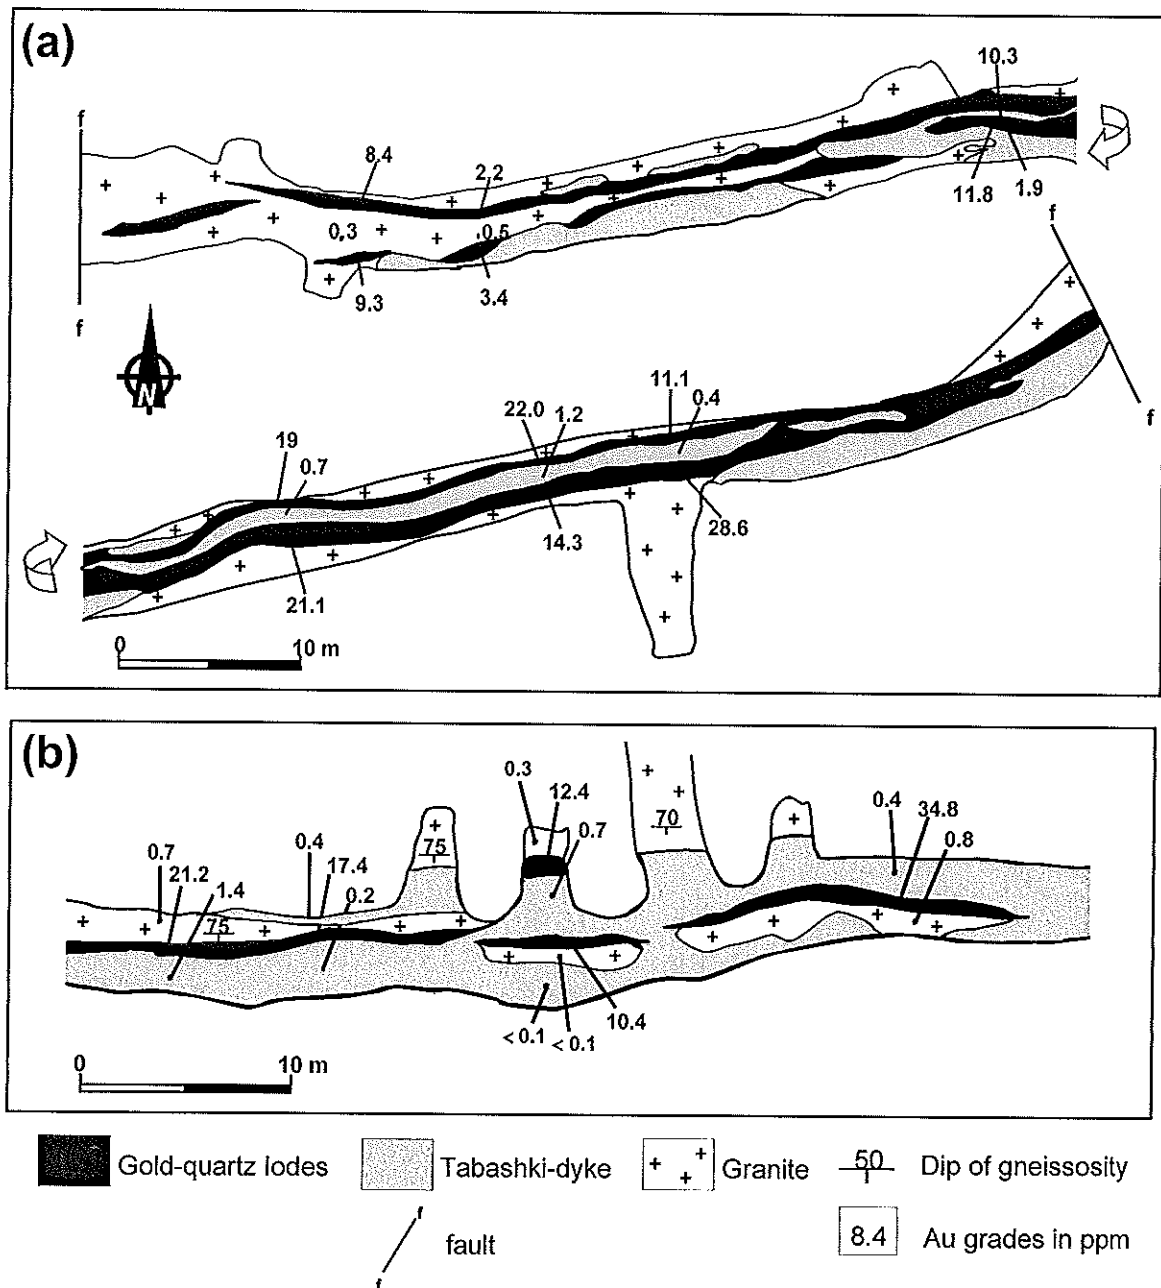 (a)
10.3
f
8.4
2.2
11.8
1.9
0.3
0.5
f
9.3
3.4
f
N
11.1
0.4
22.0
1.2
f
19
0.7
28.6
14.3
21.1
0
10 m
(b)
0.3
12.4
0.7
70
0.4
34.8
0.8
75
0.7
0.4
21.2
17.4
1.4
0.2
75
< 0.1
< 0.1
10.4
0
10 m
Gold-quartz lodes
Tabashki-dyke
Granite
50
Dip of gneissosity
f
fault
f
8.4
Au grades in ppm